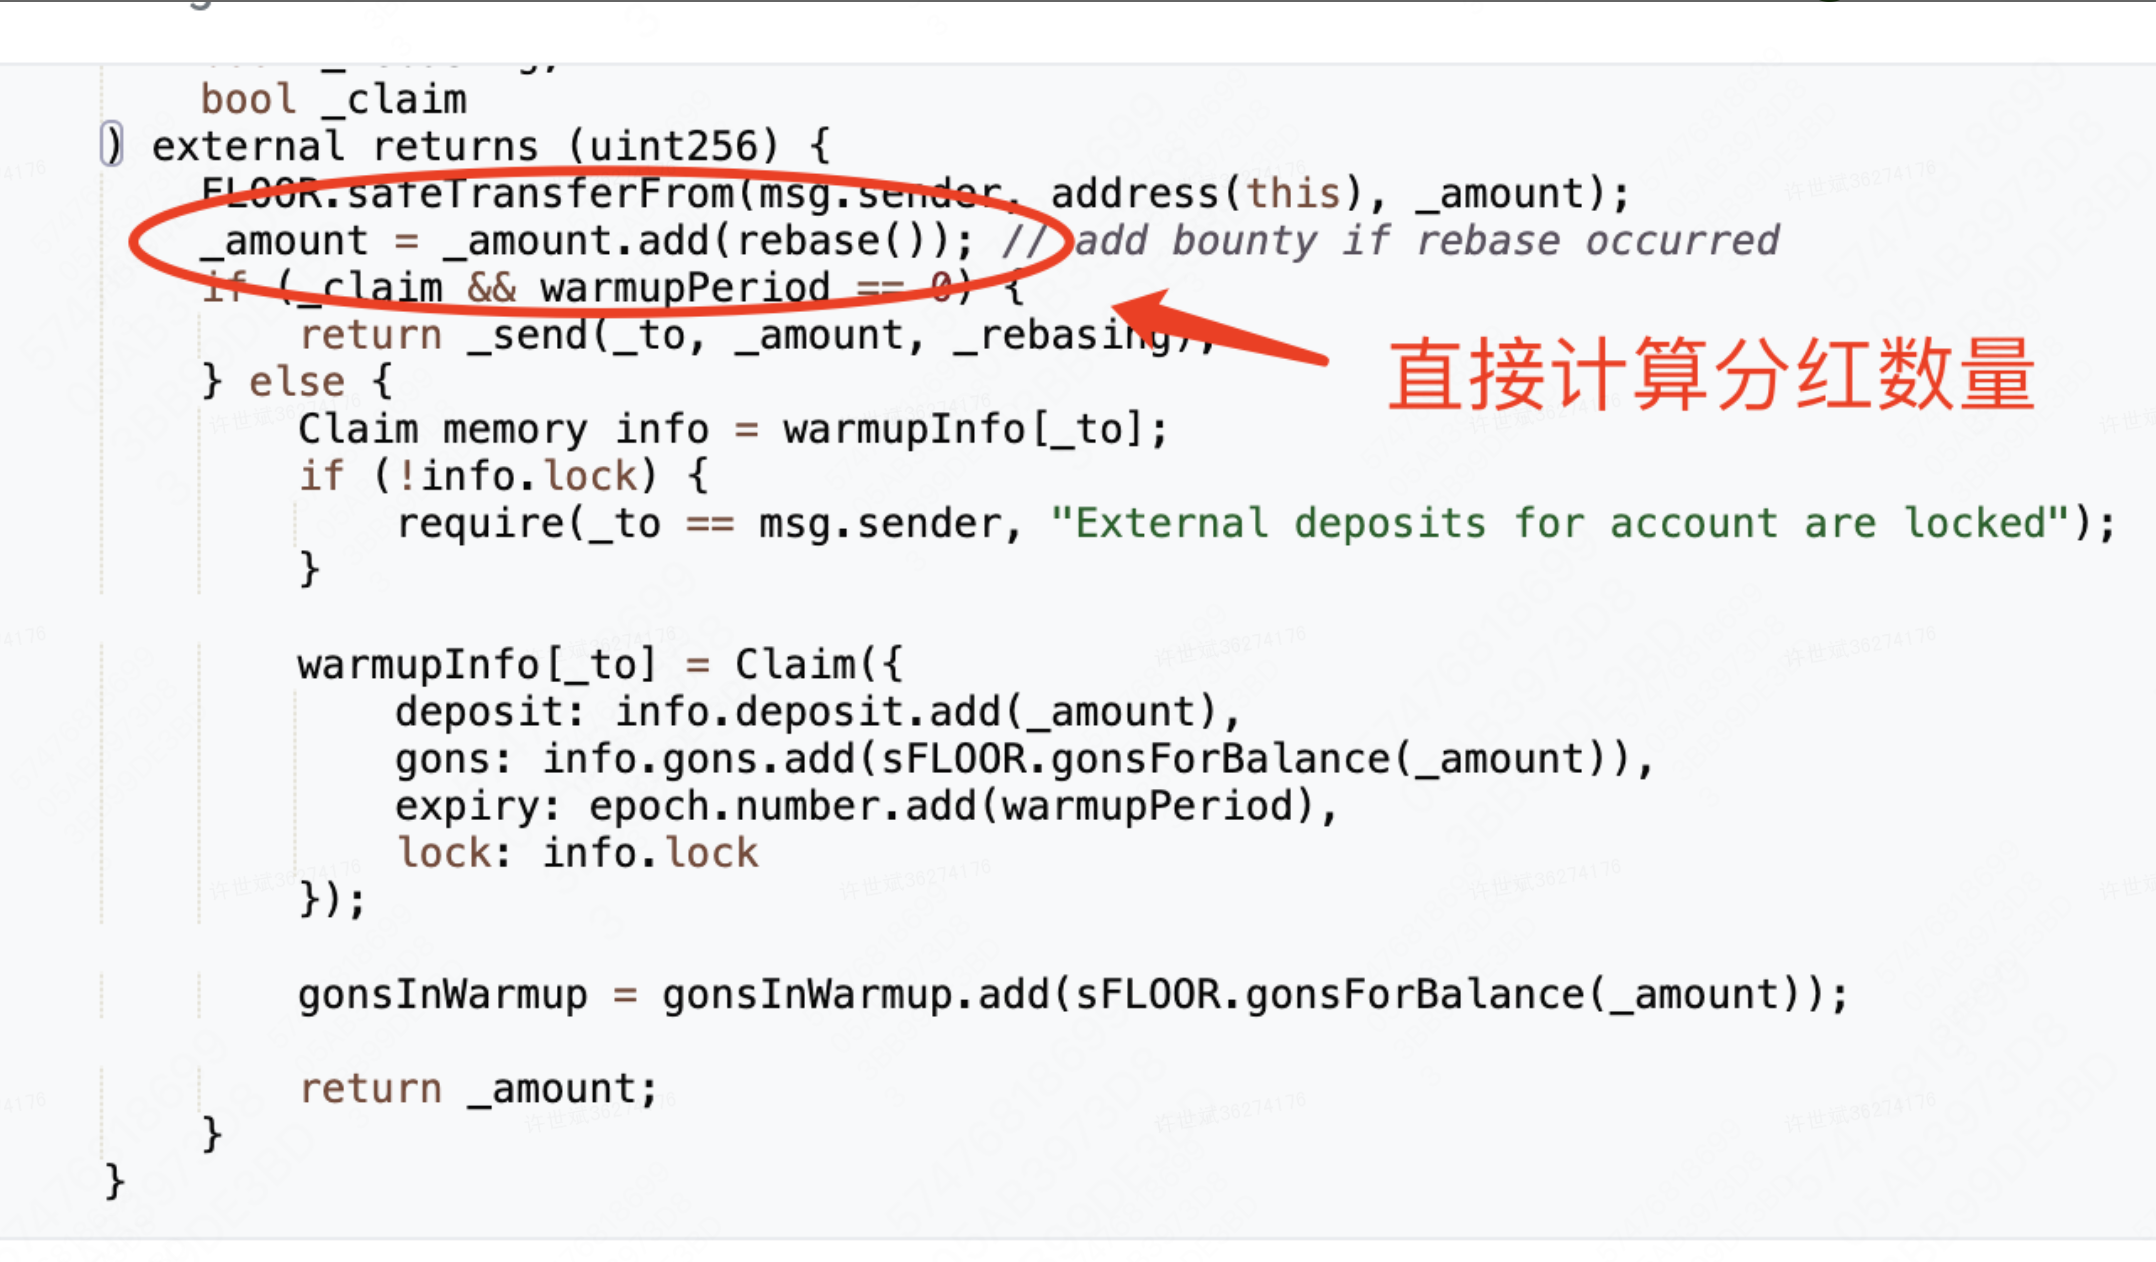 bool _claim
) external returns (uint256) {
FLOOR.safeTransferFrom(msg.sender, address(this), _amount);
_amount = _amount.add(rebase()); // add bounty if rebase occurred
if (_claim && warmupPeriod == 0) {
return _send(_to, _amount, _rebasing);
直接计算分红数量
} else {
Claim memory info = warmupInfo[_to];
if (!info.lock) {
require(_to == msg.sender, "External deposits for account are locked");
}
warmupInfo[_to] = Claim({
deposit: info.deposit.add(_amount),
gons: info.gons.add(sFLOOR.gonsForBalance(_amount)),
expiry: epoch.number.add(warmupPeriod),
lock: info.lock
});
gonsInWarmup = gonsInWarmup.add(sFLOOR.gonsForBalance(_amount));
return _amount;
}
}